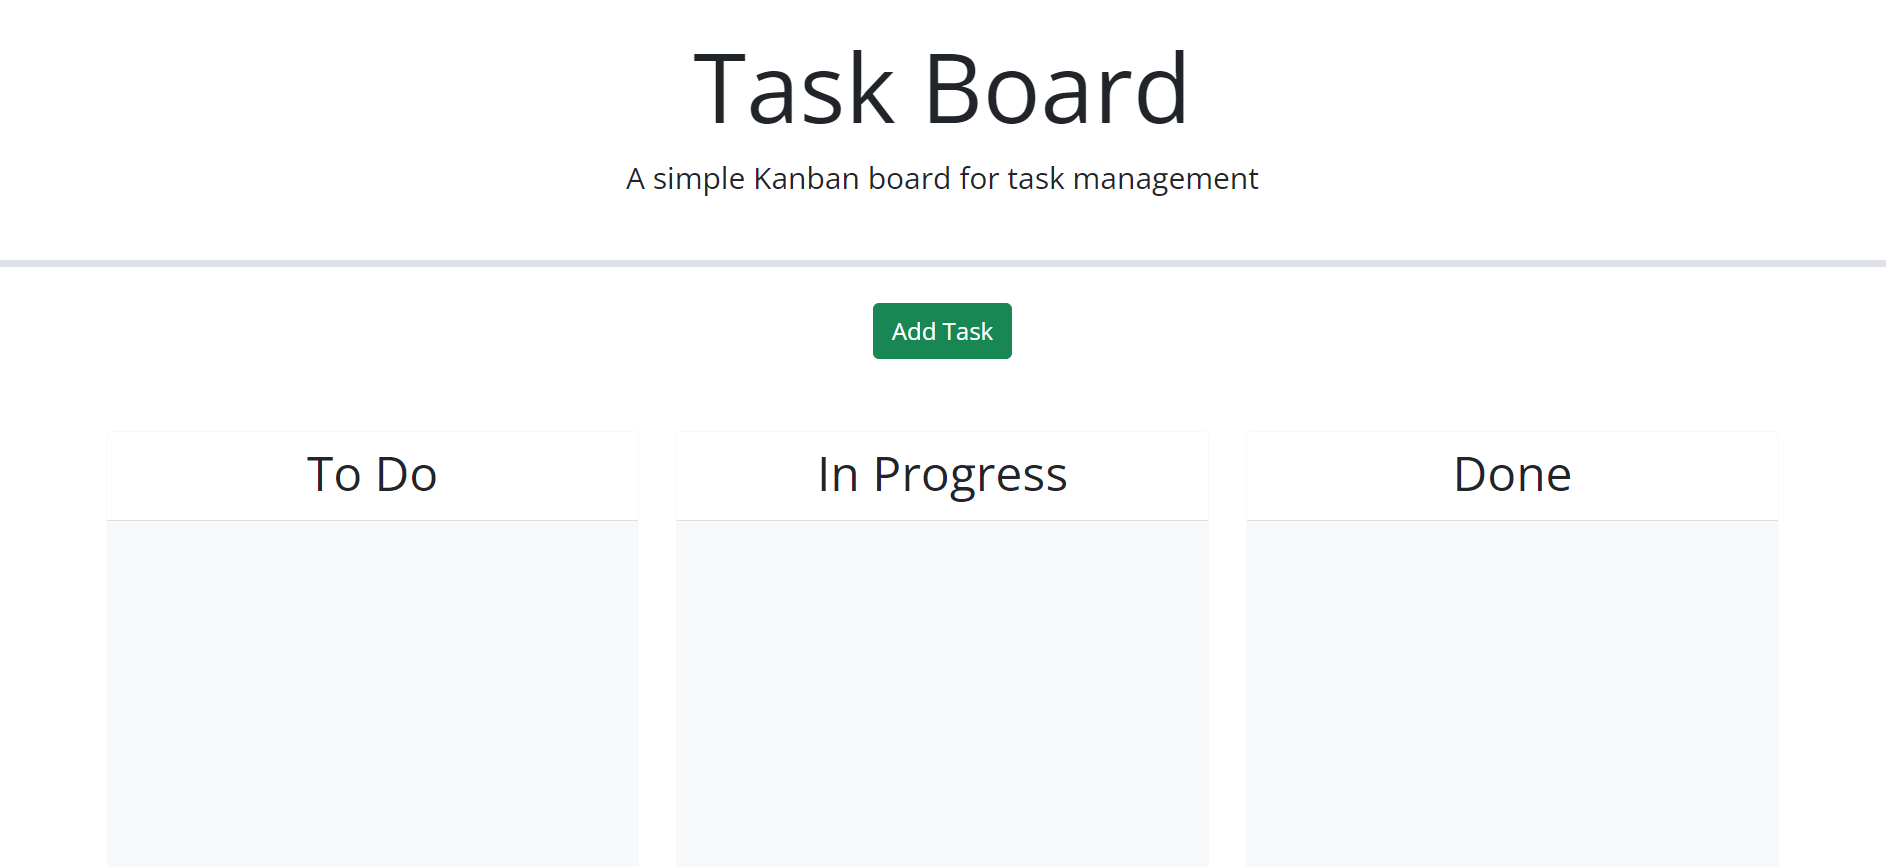 Task Board
A simple Kanban board for task management
Add Task
To Do
In Progress
Done